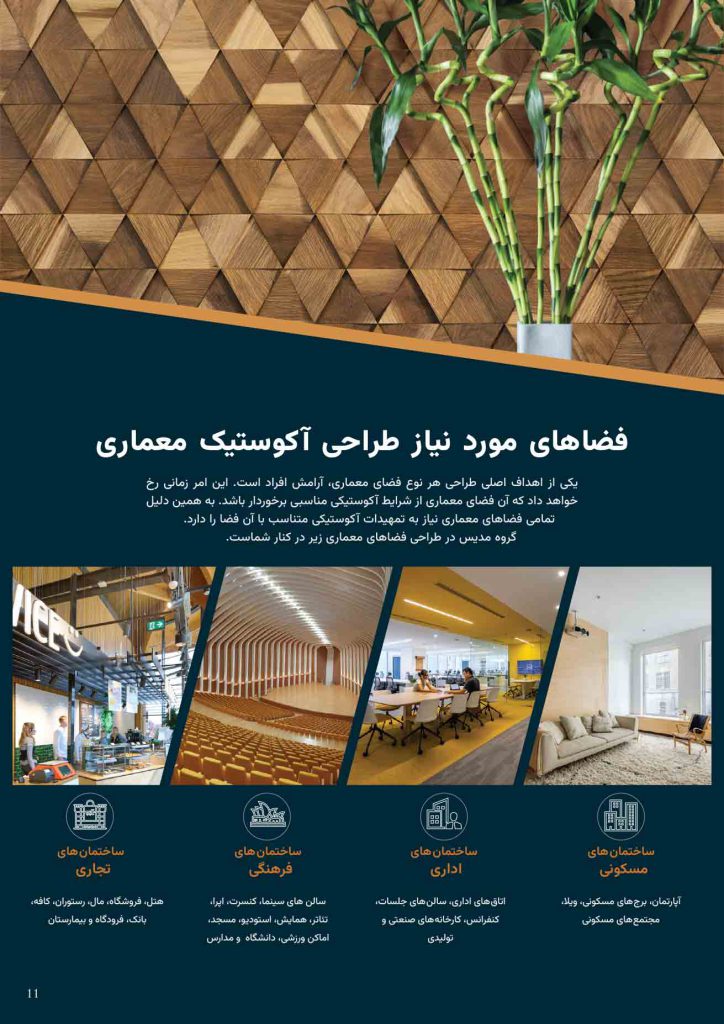 فضاهای مورد نیاز طراحی آکوستیک معماری
یکی از اهداف اصلی طراحی هر نوع فضای معماری، آرامش افراد است. این امر زمانی رخ
خواهد داد که آن فضای معماری از شرایط آکوستیکی مناسبی برخوردار باشد. به همین دلیل
تمامی فضاهای معماری نیاز به تمهیدات آکوستیکی متناسب با آن فضا را دارد.
گروه مدیس در طراحی فضاهای معماری زیر در کنار شماست.
ساختمان‌های
مسکونی
آپارتمان، برج‌های مسکونی، ویلا،
مجتمع‌های مسکونی
ساختمان‌های
اداری
اتاق‌های اداری، سالن‌های جلسات،
کنفرانس، کارخانه‌های صنعتی و
تولیدی
ساختمان‌های
فرهنگی
سالن های سینما، کنسرت، اپرا،
تئاتر، همایش، استودیو، مسجد،
اماکن ورزشی، دانشگاه و مدارس
ساختمان‌های
تجاری
هتل، فروشگاه، مال، رستوران، کافه،
بانک، فرودگاه و بیمارستان
11